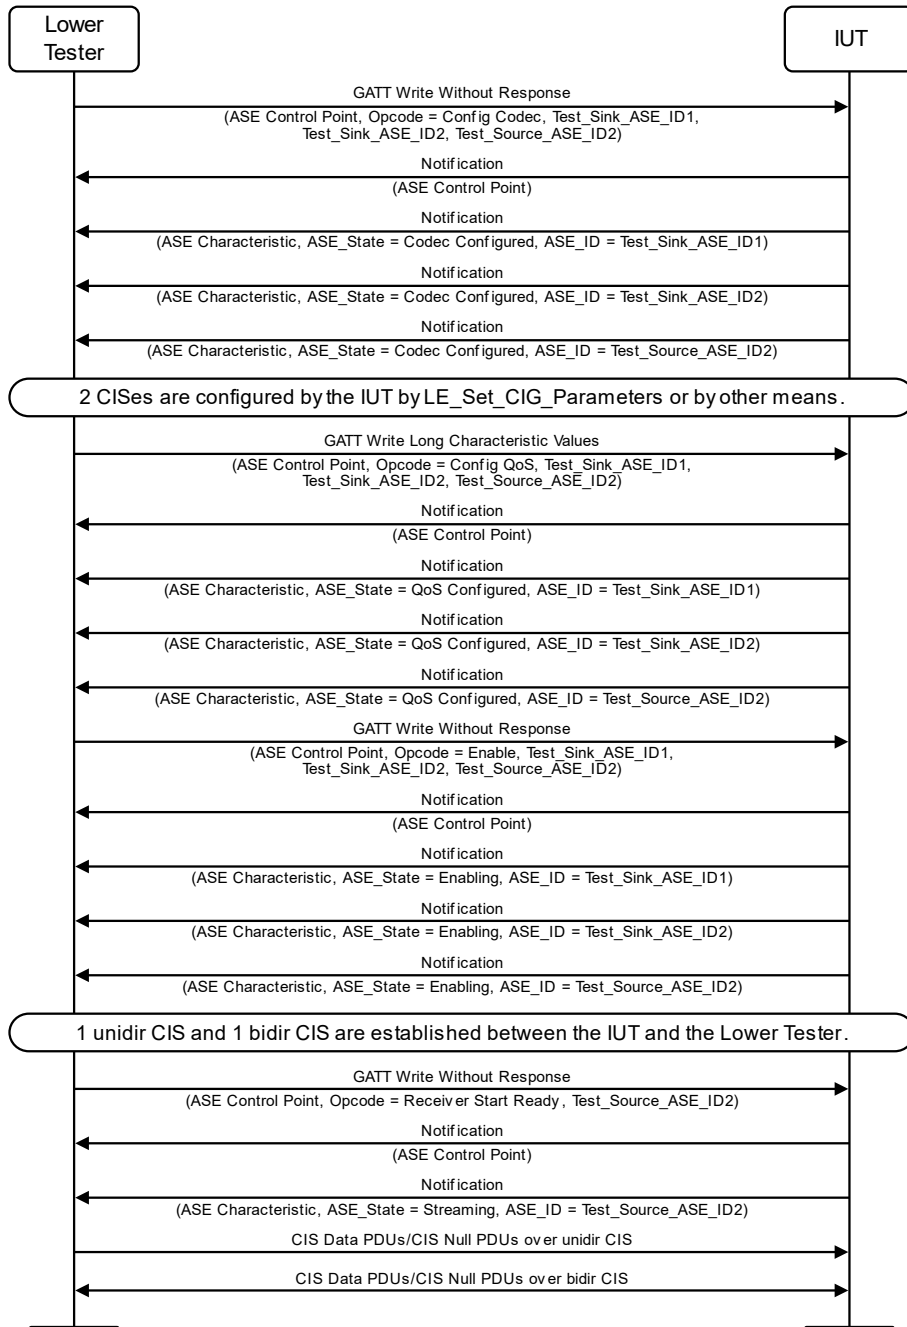 Lower
Tester
IUT
GATT Write Without Response
(ASE Control Point, Opcode = Config Codec, Test_Sink_ASE_ID1,
Test_Sink_ASE_ID2, Test_Source_ASE_ID2)
Notification
(ASE Control Point)
Notification
(ASE Characteristic, ASE_State = Codec Configured, ASE_ID = Test_Sink_ASE_ID1)
Notification
(ASE Characteristic, ASE_State = Codec Configured, ASE_ID = Test_Sink_ASE_ID2)
Notification
(ASE Characteristic, ASE_State = Codec Configured, ASE_ID = Test_Source_ASE_ID2)
2 CISes are configured by the IUT by LE_Set_CIG_Parameters or by other means.
GATT Write Long Characteristic Values
(ASE Control Point, Opcode = Config QoS, Test_Sink_ASE_ID1,
Test_Sink_ASE_ID2, Test_Source_ASE_ID2)
Notification
(ASE Control Point)
Notification
(ASE Characteristic, ASE_State = QoS Configured, ASE_ID = Test_Sink_ASE_ID1)
Notification
(ASE Characteristic, ASE_State = QoS Configured, ASE_ID = Test_Sink_ASE_ID2)
Notification
(ASE Characteristic, ASE_State = QoS Configured, ASE_ID = Test_Source_ASE_ID2)
GATT Write Without Response
(ASE Control Point, Opcode = Enable, Test_Sink_ASE_ID1,
Test_Sink_ASE_ID2, Test_Source_ASE_ID2)
Notification
(ASE Control Point)
Notification
(ASE Characteristic, ASE_State = Enabling, ASE_ID = Test_Sink_ASE_ID1)
Notification
(ASE Characteristic, ASE_State = Enabling, ASE_ID = Test_Sink_ASE_ID2)
Notification
(ASE Characteristic, ASE_State = Enabling, ASE_ID = Test_Source_ASE_ID2)
1 unidir CIS and 1 bidir CIS are established between the IUT and the Lower Tester.
GATT Write Without Response
(ASE Control Point, Opcode = Receiver Start Ready, Test_Source_ASE_ID2)
Notification
(ASE Control Point)
Notification
(ASE Characteristic, ASE_State = Streaming, ASE_ID = Test_Source_ASE_ID2)
CIS Data PDUs/CIS Null PDUs over unidir CIS
CIS Data PDUs/CIS Null PDUs over bidir CIS